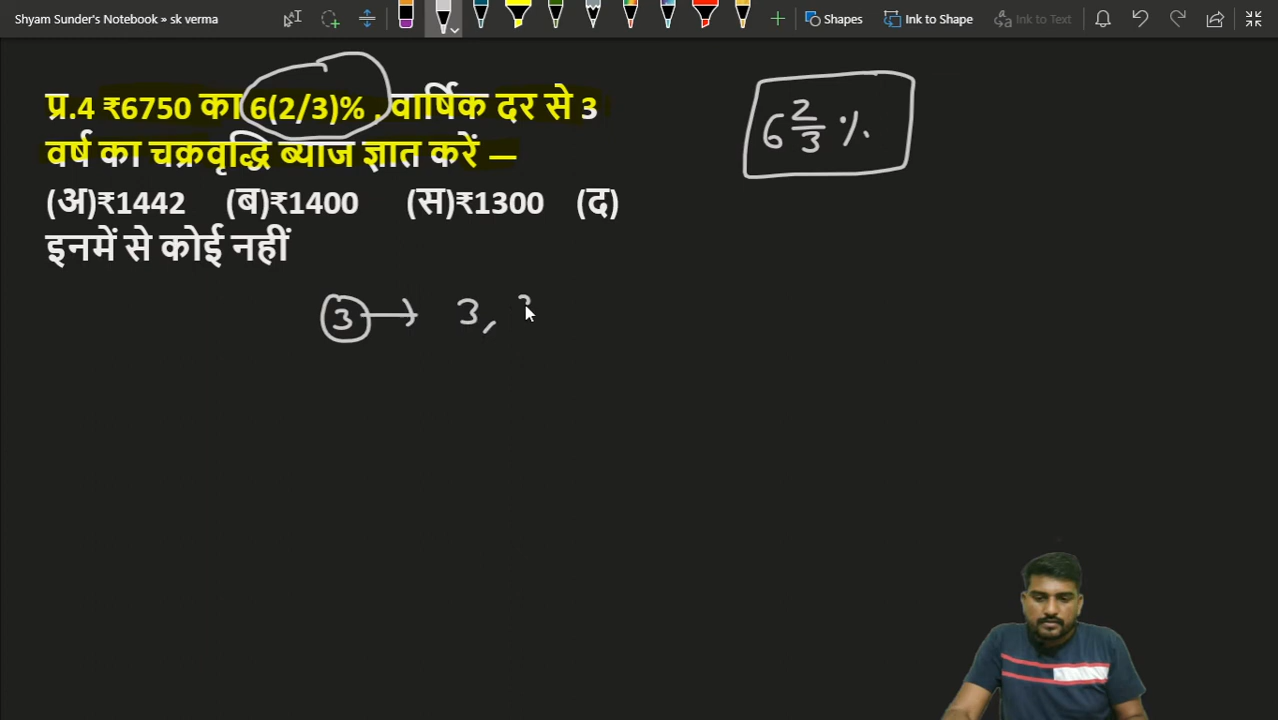 Shyam Sunder's Notebook » sk verma
Shapes Ink to Shape Ink to Text
प्र.4 ₹6750 का 6(2/3)% . वार्षिक दर से 3
वर्ष का चक्रवृद्धि ब्याज ज्ञात करें —
(अ)₹1442 (ब)₹1400 (स)₹1300 (द)
इनमें से कोई नहीं
6 2/3 %
3 → 3,